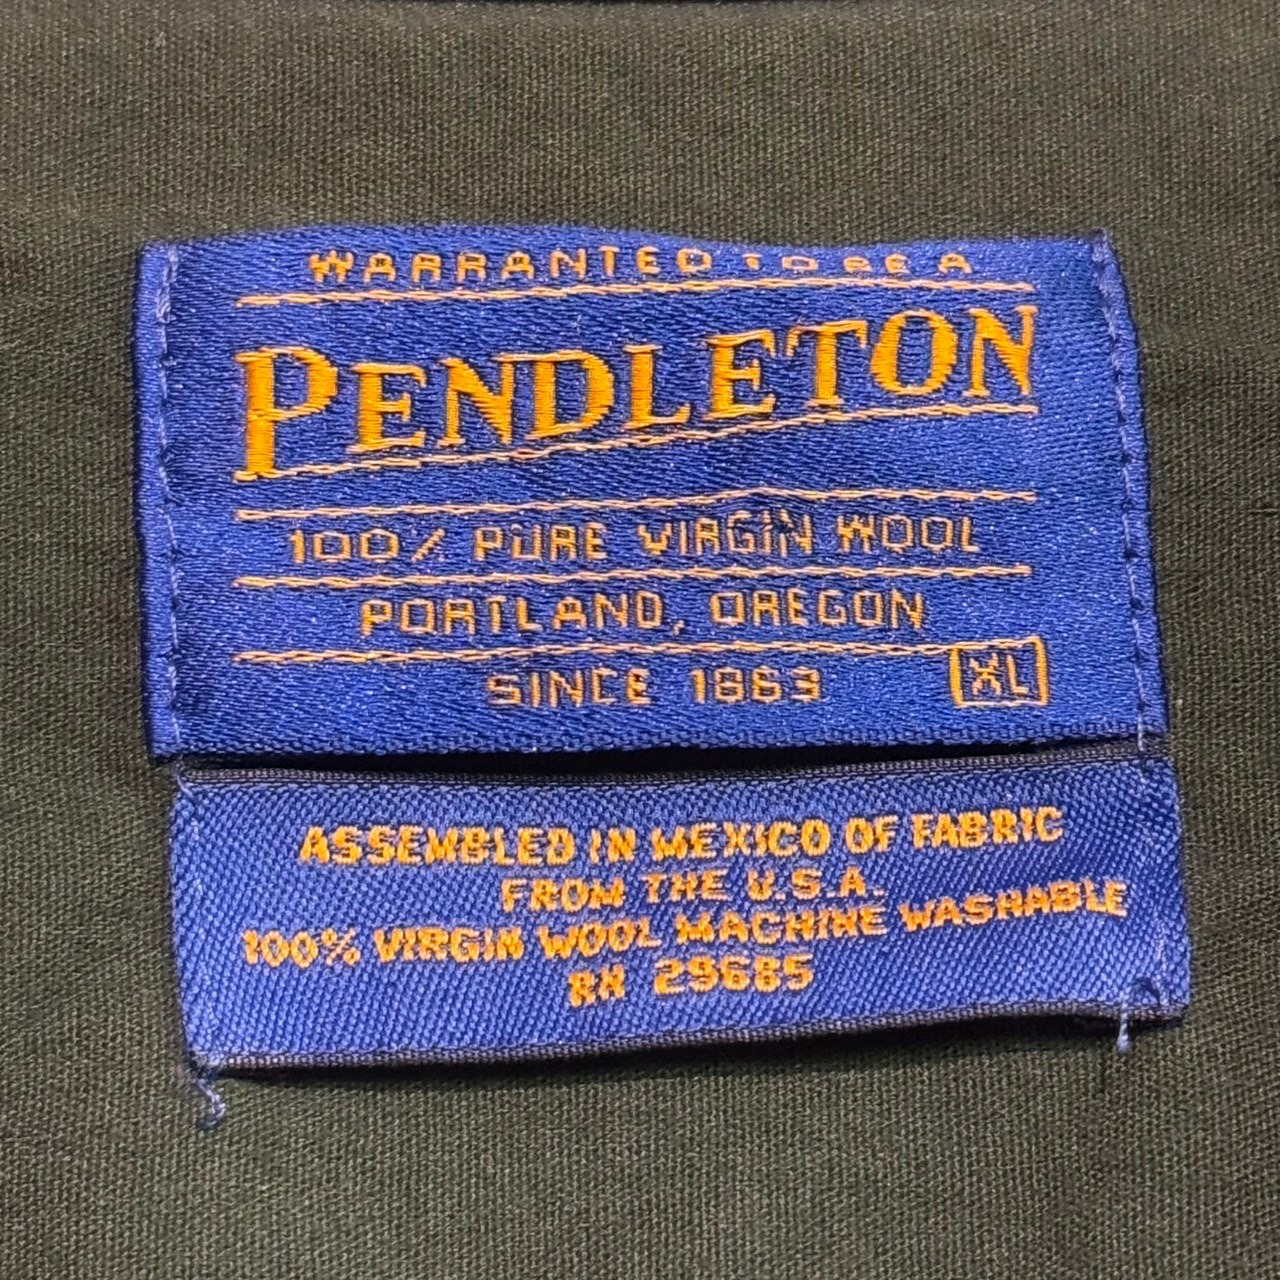 WARRANTED TO BE A
PENDLETON
100% PURE VIRGIN WOOL
PORTLAND, OREGON
SINCE 1863
XL
ASSEMBLED IN MEXICO OF FABRIC
FROM THE U.S.A.
100% VIRGIN WOOL MACHINE WASHABLE
RN 29685